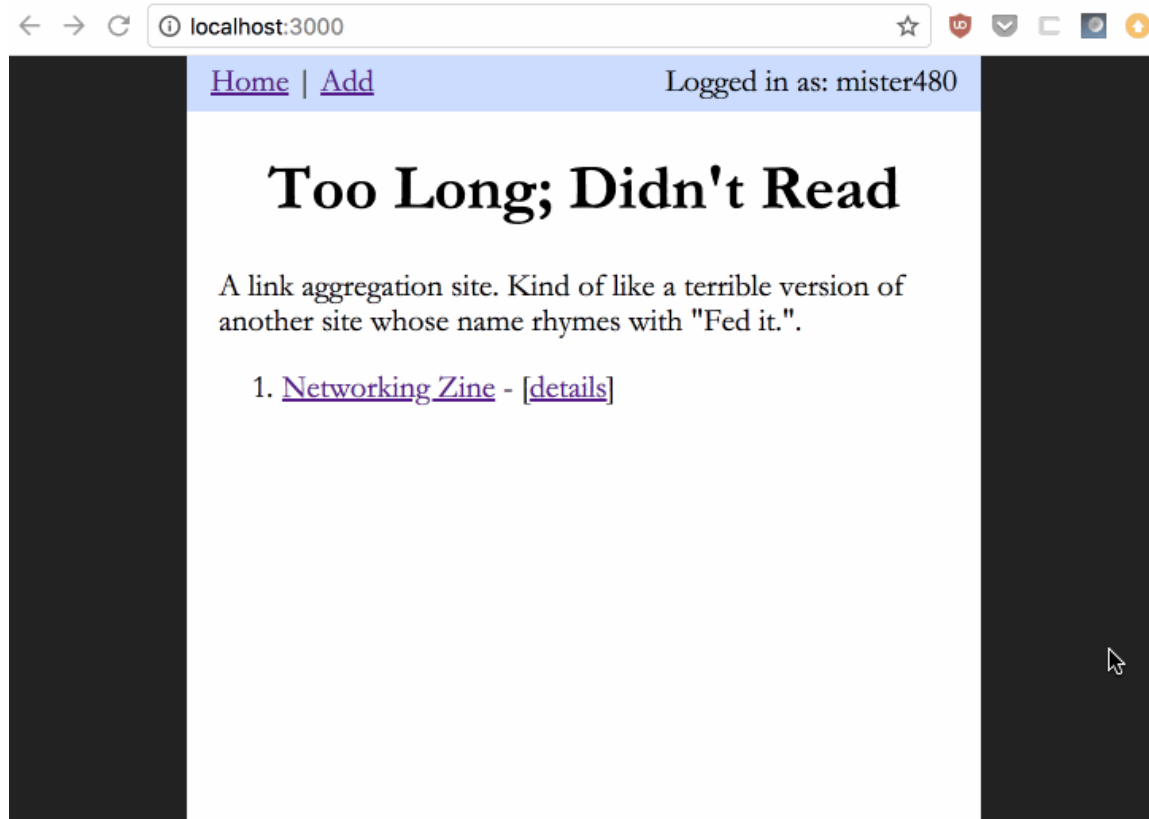 localhost:3000
Home | Add Logged in as: mister480
Too Long; Didn't Read
A link aggregation site. Kind of like a terrible version of
another site whose name rhymes with "Fed it.".
1. Networking Zine - [details]